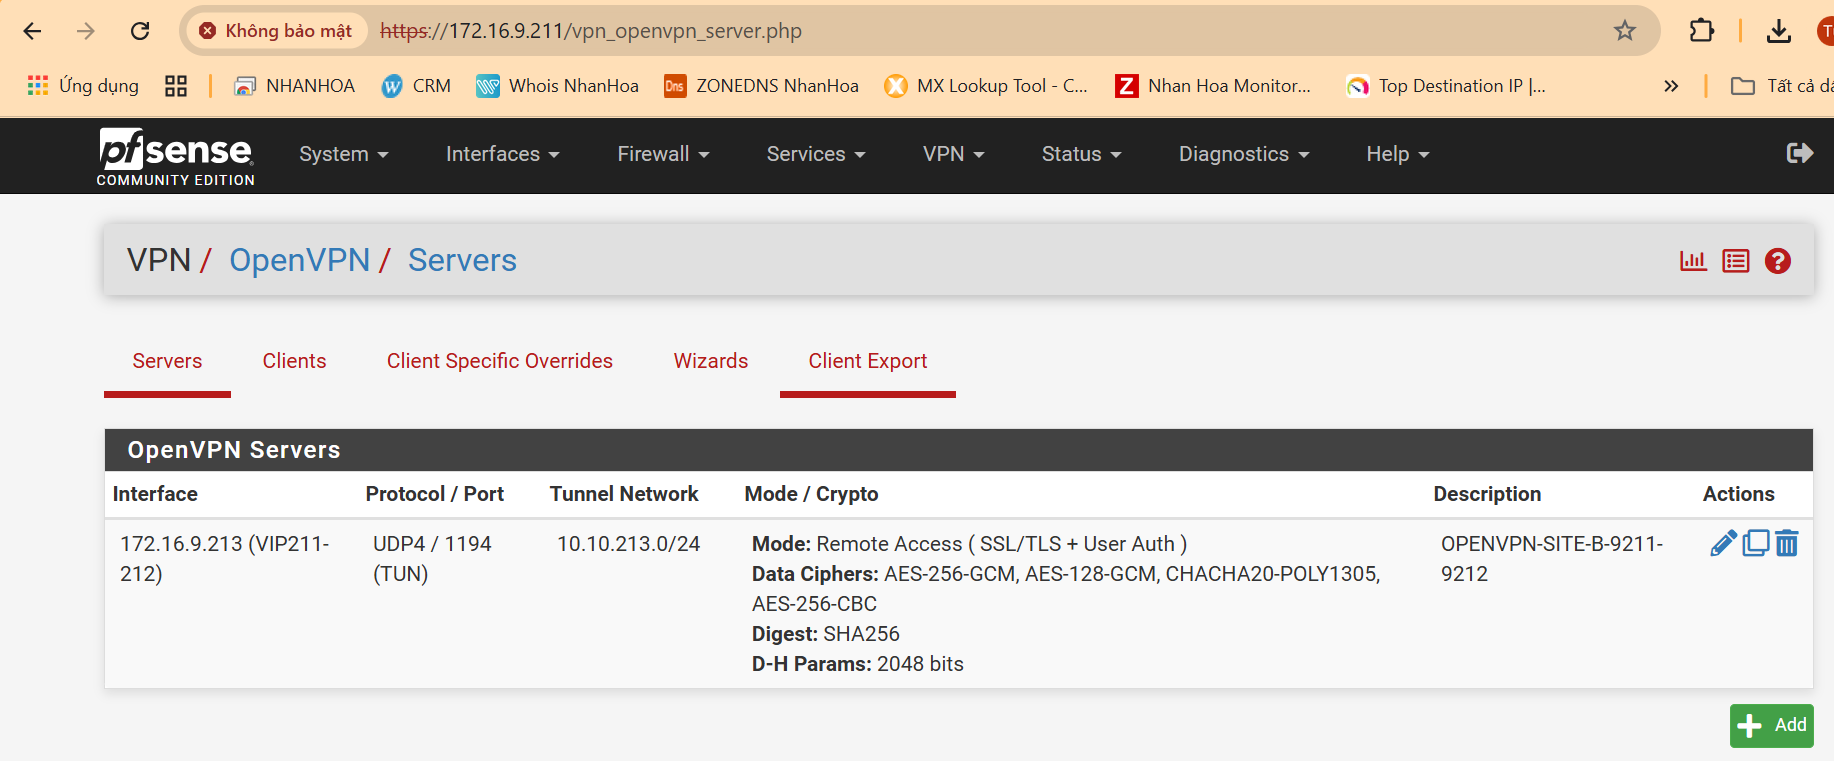 Không bảo mật https://172.16.9.211/vpn_openvpn_server.php
Ứng dụng NHANHOA CRM Whois NhanHoa Dns ZONEDNS NhanHoa MX Lookup Tool - C... Z Nhan Hoa Monitor... Top Destination IP |... » Tất cả
pfsense System Interfaces Firewall Services VPN Status Diagnostics Help
COMMUNITY EDITION
VPN / OpenVPN / Servers
Servers Clients Client Specific Overrides Wizards Client Export
OpenVPN Servers
Interface Protocol / Port Tunnel Network Mode / Crypto Description Actions
172.16.9.213 (VIP211- UDP4 / 1194 10.10.213.0/24 Mode: Remote Access ( SSL/TLS + User Auth ) OPENVPN-SITE-B-9211-
212) (TUN) Data Ciphers: AES-256-GCM, AES-128-GCM, CHACHA20-POLY1305, 9212
AES-256-CBC
Digest: SHA256
D-H Params: 2048 bits
Add